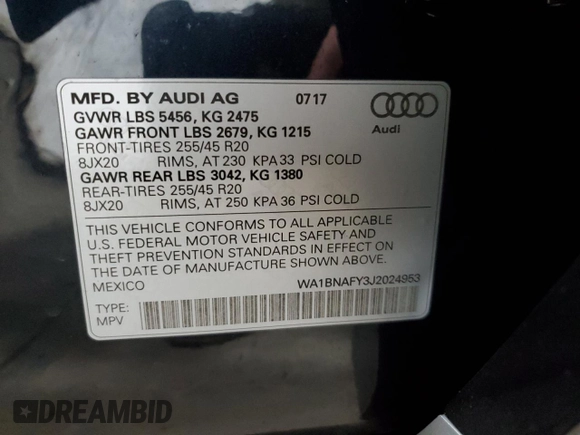 MFD. BY AUDI AG 0717
GVWR LBS 5456, KG 2475
GAWR FRONT LBS 2679, KG 1215
FRONT-TIRES 255/45 R20
8JX20 RIMS, AT 230 KPA 33 PSI COLD
GAWR REAR LBS 3042, KG 1380
REAR-TIRES 255/45 R20
8JX20 RIMS, AT 250 KPA 36 PSI COLD
Audi
THIS VEHICLE CONFORMS TO ALL APPLICABLE
U.S. FEDERAL MOTOR VEHICLE SAFETY AND
THEFT PREVENTION STANDARDS IN EFFECT ON
THE DATE OF MANUFACTURE SHOWN ABOVE.
MEXICO WA1BNAFY3J2024953
TYPE:
MPV
DREAMBID